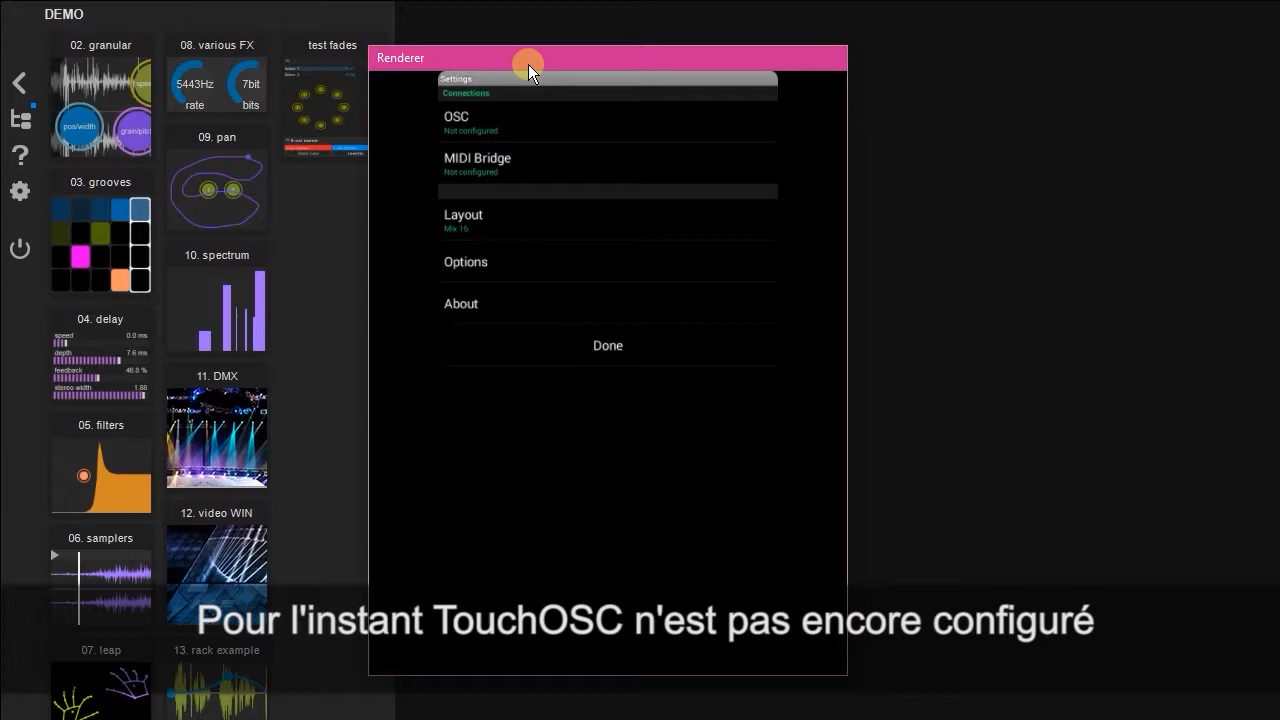 DEMO
02. granular
spee
pos/width
grain/pitch
03. grooves
04. delay
speed 0.0 ms
depth 7.6 ms
feedback 46.8 %
stereo width 1.88
05. filters
06. samplers
07. leap
08. various FX
5443Hz 7bit
rate bits
09. pan
10. spectrum
11. DMX
12. video WIN
13. rack example
test fades
Renderer
Settings
Connections
OSC
Not configured
MIDI Bridge
Not configured
Layout
Mix 16
Options
About
Done
Pour l'instant TouchOSC n'est pas encore configuré